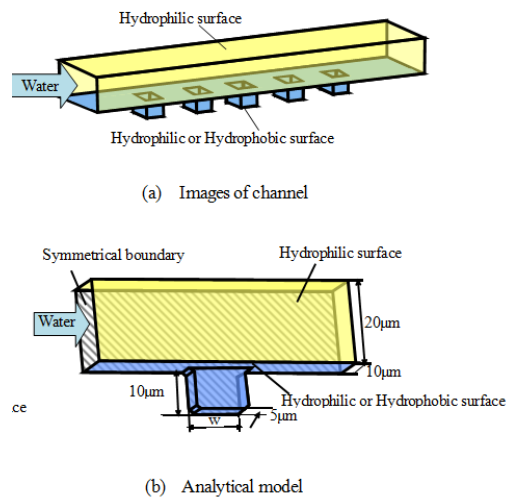 Hydrophilic surface
Water
Hydrophilic or Hydrophobic surface
(a) Images of channel
Symmetrical boundary
Hydrophilic surface
Water
20μm
10μm
10μm
Hydrophilic or Hydrophobic surface
ce
5μm
w
(b) Analytical model